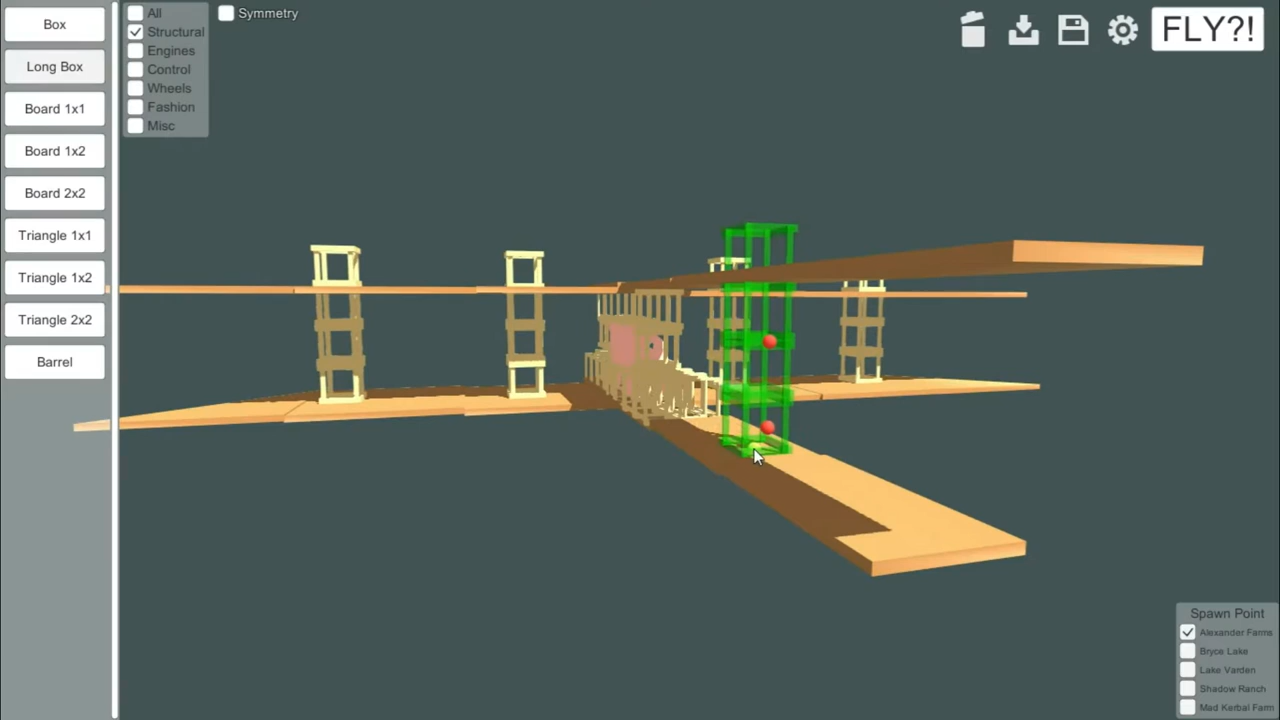 Box
Long Box
Board 1x1
Board 1x2
Board 2x2
Triangle 1x1
Triangle 1x2
Triangle 2x2
Barrel
All
Structural
Engines
Control
Wheels
Fashion
Misc
Symmetry
FLY?!
Spawn Point
Alexander Farms
Bryce Lake
Lake Varden
Shadow Ranch
Mad Kerbal Farm